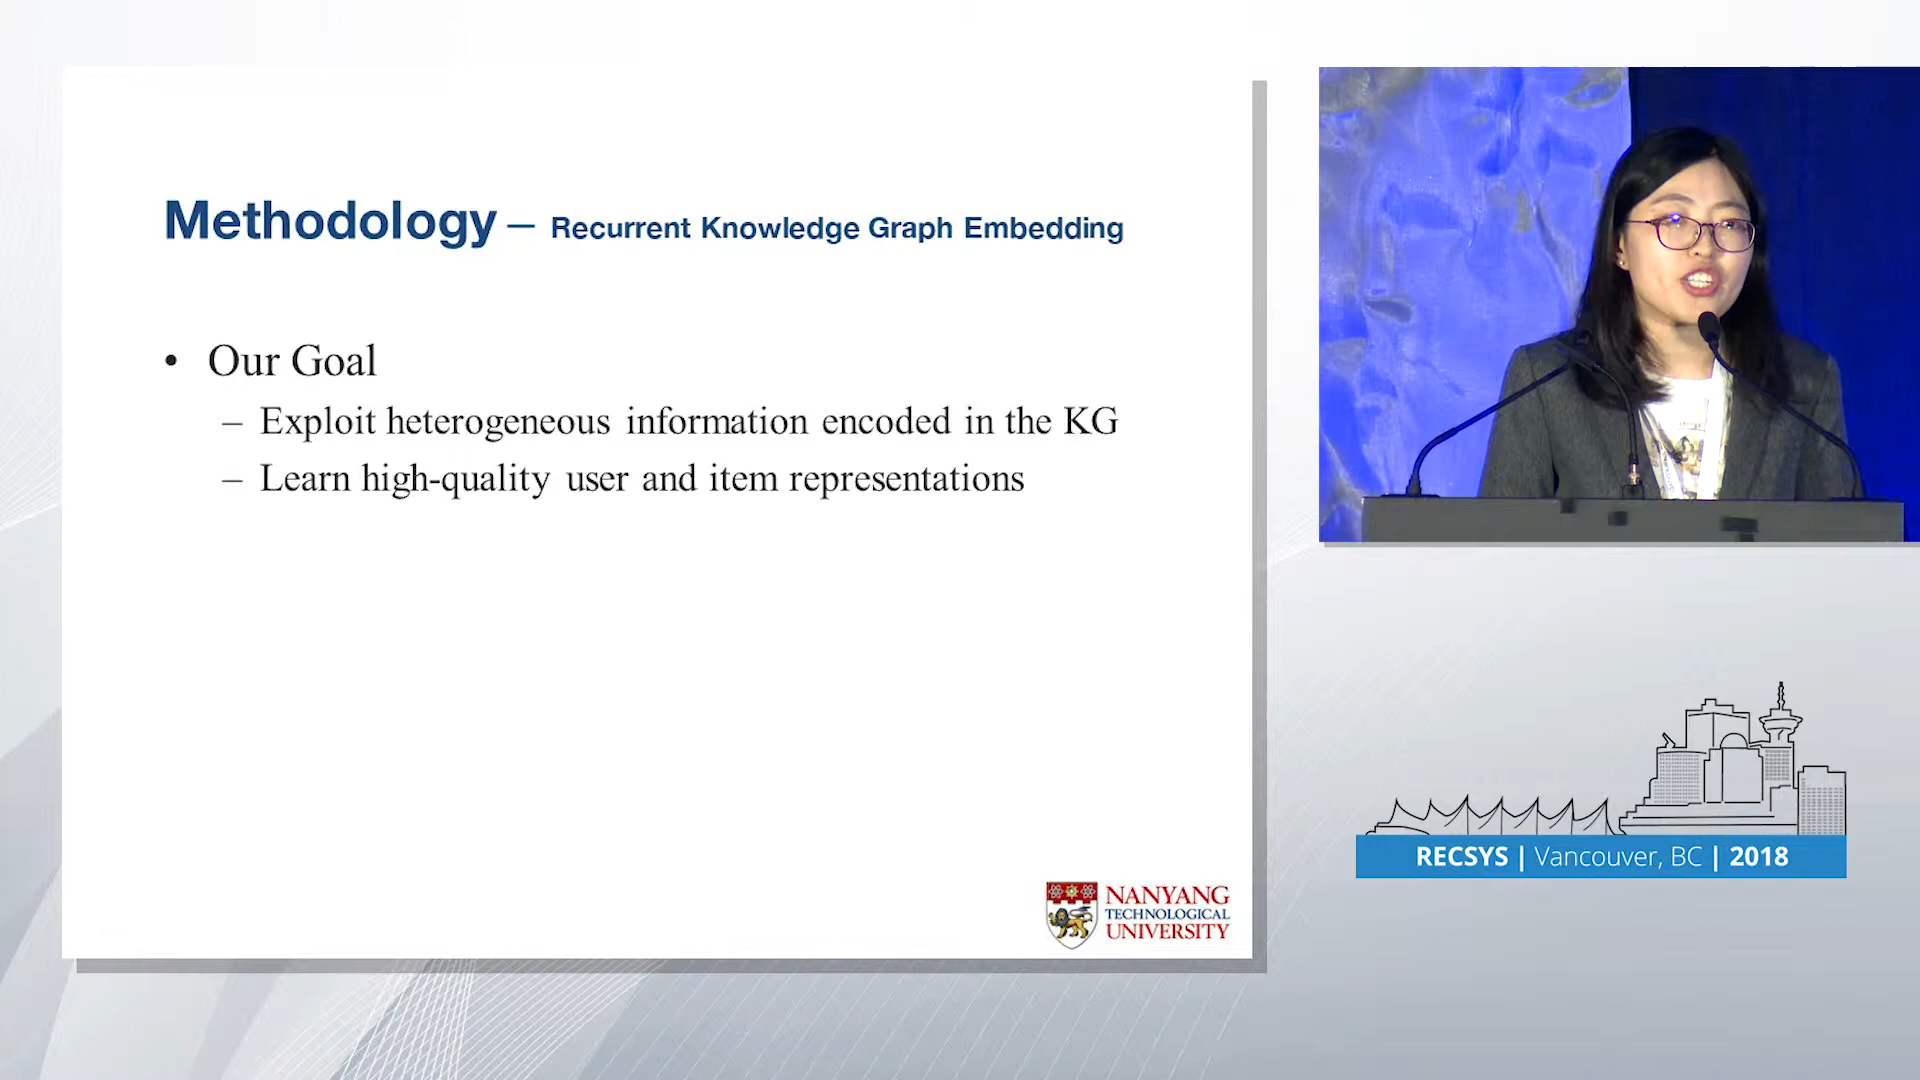 Methodology — Recurrent Knowledge Graph Embedding
• Our Goal
– Exploit heterogeneous information encoded in the KG
– Learn high-quality user and item representations
NANYANG
TECHNOLOGICAL
UNIVERSITY
RECSYS | Vancouver, BC | 2018